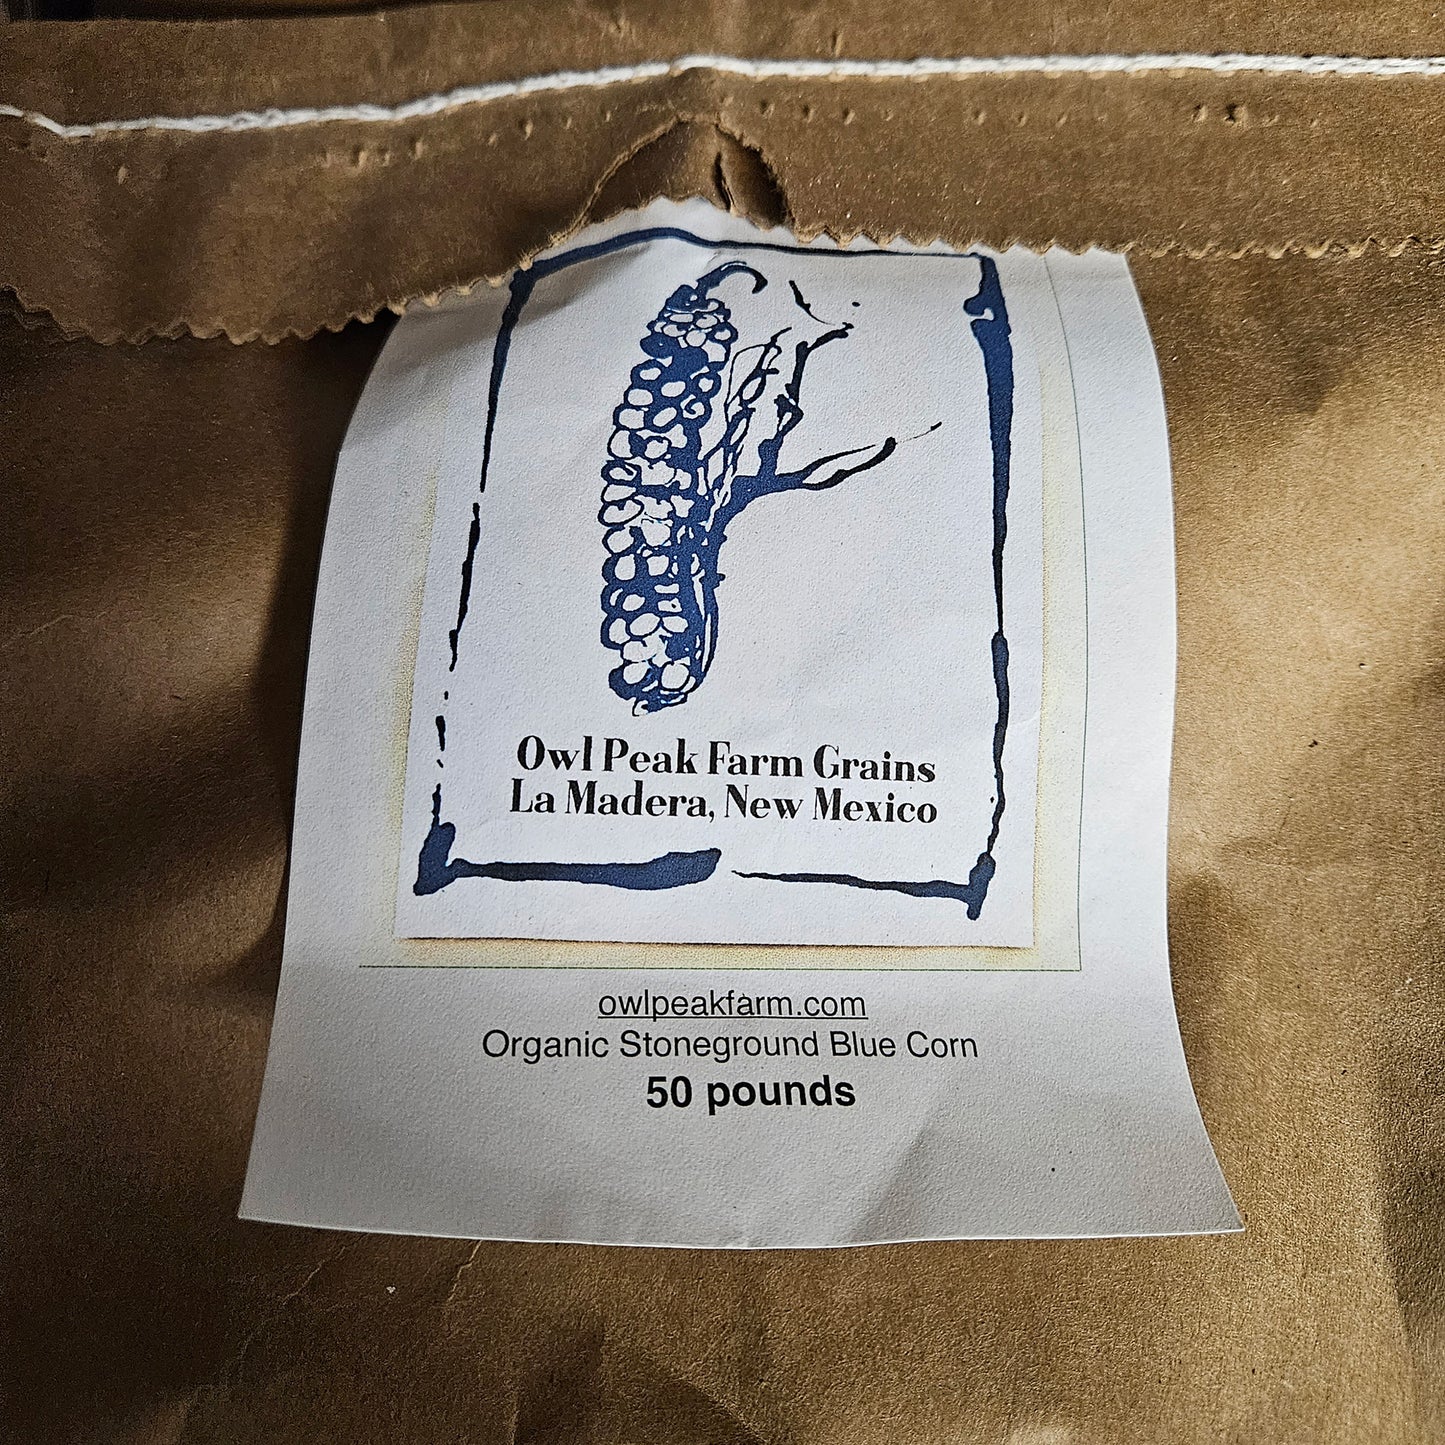 Owl Peak Farm Grains
La Madera, New Mexico
owlpeakfarm.com
Organic Stoneground Blue Corn
50 pounds